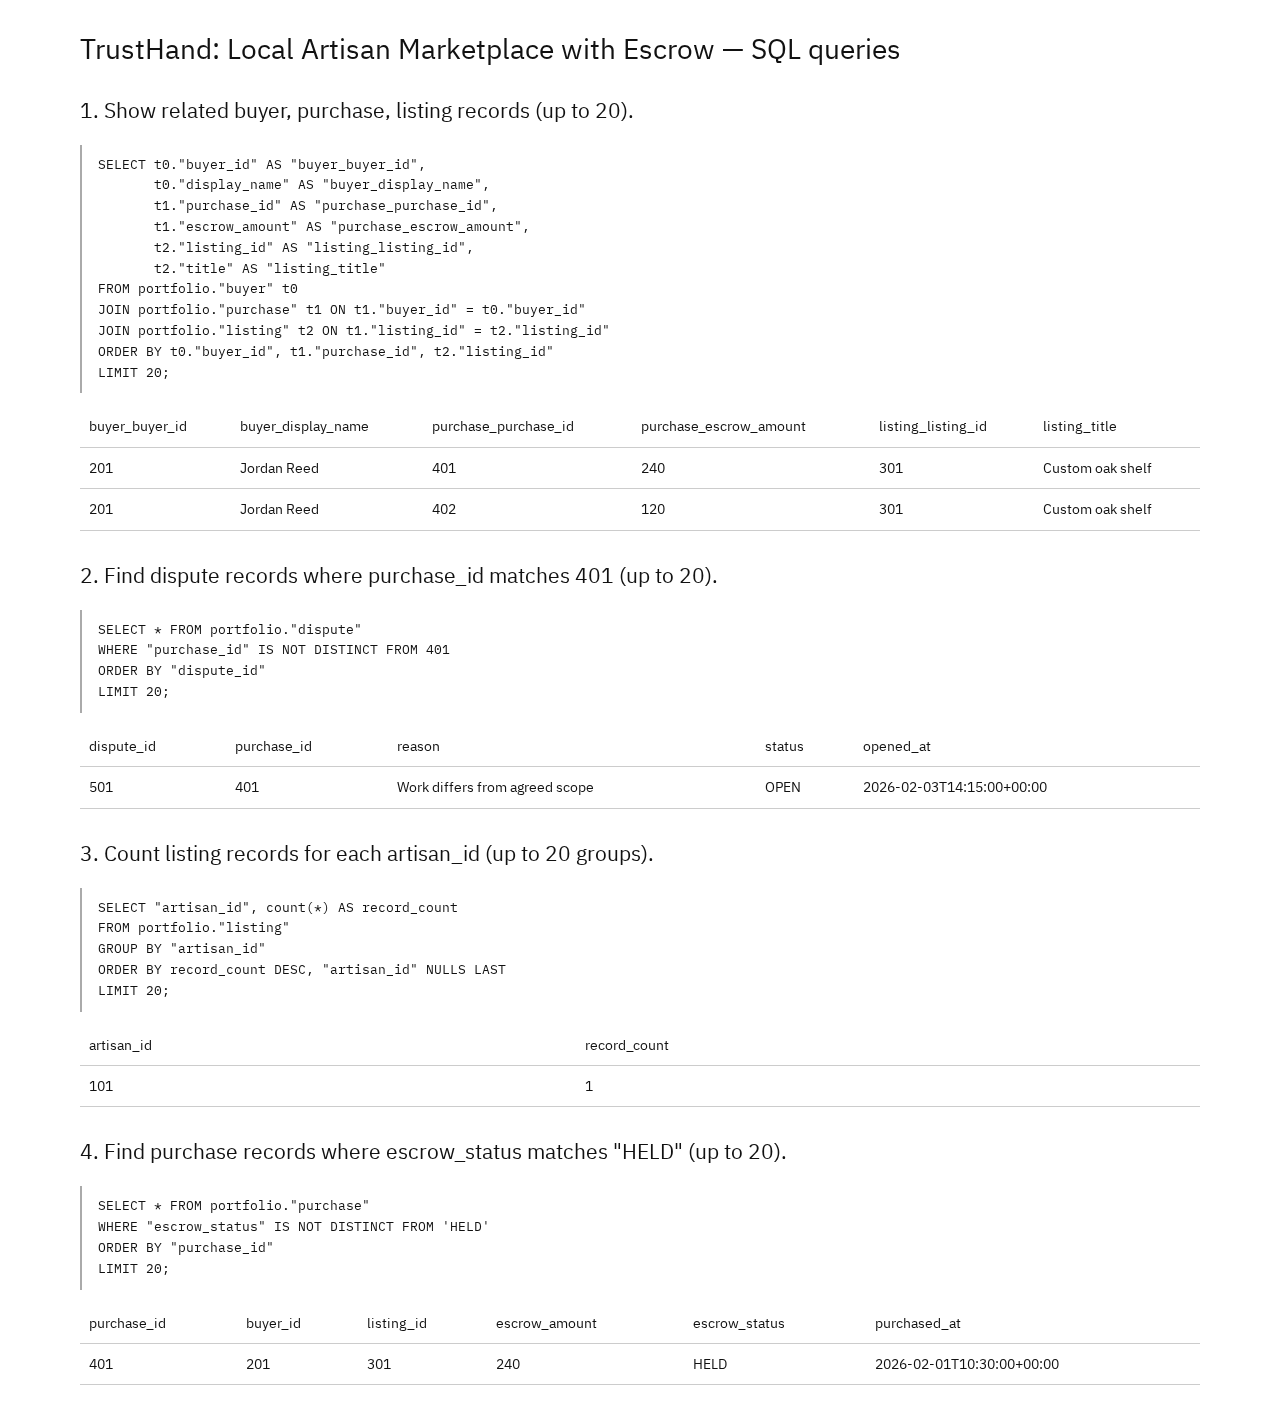 TrustHand: Local Artisan Marketplace with Escrow — SQL queries
1. Show related buyer, purchase, listing records (up to 20).
SELECT t0."buyer_id" AS "buyer_buyer_id",
       t0."display_name" AS "buyer_display_name",
       t1."purchase_id" AS "purchase_purchase_id",
       t1."escrow_amount" AS "purchase_escrow_amount",
       t2."listing_id" AS "listing_listing_id",
       t2."title" AS "listing_title"
FROM portfolio."buyer" t0
JOIN portfolio."purchase" t1 ON t1."buyer_id" = t0."buyer_id"
JOIN portfolio."listing" t2 ON t1."listing_id" = t2."listing_id"
ORDER BY t0."buyer_id", t1."purchase_id", t2."listing_id"
LIMIT 20;
buyer_buyer_id buyer_display_name purchase_purchase_id purchase_escrow_amount listing_listing_id listing_title
201 Jordan Reed 401 240 301 Custom oak shelf
201 Jordan Reed 402 120 301 Custom oak shelf
2. Find dispute records where purchase_id matches 401 (up to 20).
SELECT * FROM portfolio."dispute"
WHERE "purchase_id" IS NOT DISTINCT FROM 401
ORDER BY "dispute_id"
LIMIT 20;
dispute_id purchase_id reason status opened_at
501 401 Work differs from agreed scope OPEN 2026-02-03T14:15:00+00:00
3. Count listing records for each artisan_id (up to 20 groups).
SELECT "artisan_id", count(*) AS record_count
FROM portfolio."listing"
GROUP BY "artisan_id"
ORDER BY record_count DESC, "artisan_id" NULLS LAST
LIMIT 20;
artisan_id record_count
101 1
4. Find purchase records where escrow_status matches "HELD" (up to 20).
SELECT * FROM portfolio."purchase"
WHERE "escrow_status" IS NOT DISTINCT FROM 'HELD'
ORDER BY "purchase_id"
LIMIT 20;
purchase_id buyer_id listing_id escrow_amount escrow_status purchased_at
401 201 301 240 HELD 2026-02-01T10:30:00+00:00